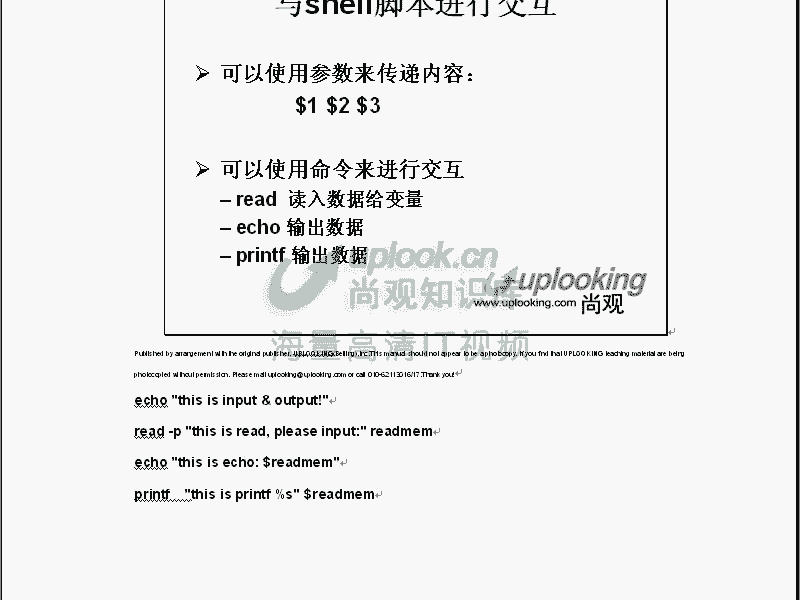 与shell脚本进行交互
可以使用参数来传递内容：
$1 $2 $3
可以使用命令来进行交互
– read 读入数据给变量
– echo 输出数据
– printf 输出数据
uplook.cn
尚观知识库
uplooking
www.uplooking.com 尚观
海量高清IT视频
Published by arrangement with the original publisher, UPLOOKING(Beijing),Inc.This manual should not appear to be a photocopy. If you find that UPLOOKING teaching material are being
photocopied without permission. Please mail uplooking@uplooking.com or call 010-62113016/17.Thank you!
echo "this is input & output!"
read -p "this is read, please input:" readmem
echo "this is echo: $readmem"
printf "this is printf %s" $readmem